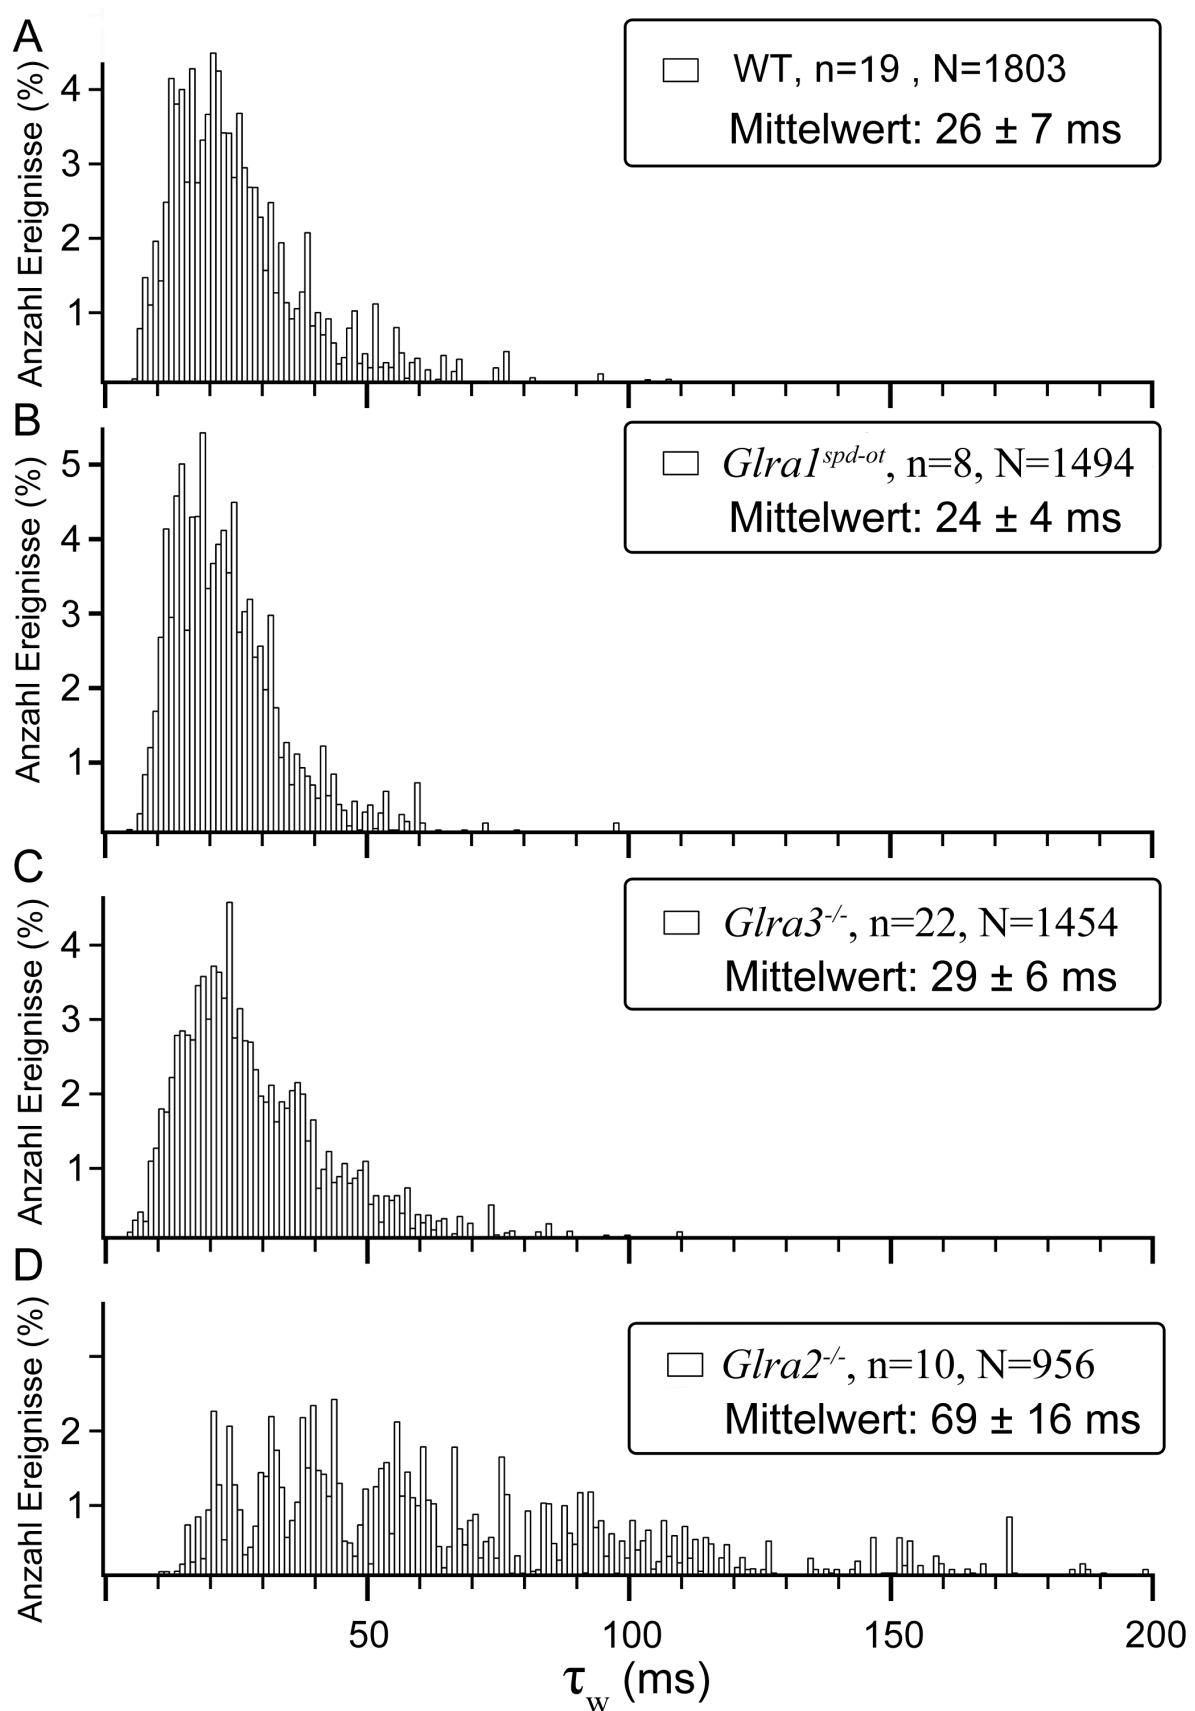 A
Anzahl Ereignisse (%)
4
3
2
1
WT, n=19 , N=1803
Mittelwert: 26 ± 7 ms
B
Anzahl Ereignisse (%)
5
4
3
2
1
Glra1spd-ot, n=8, N=1494
Mittelwert: 24 ± 4 ms
C
Anzahl Ereignisse (%)
4
3
2
1
Glra3-/-, n=22, N=1454
Mittelwert: 29 ± 6 ms
D
Anzahl Ereignisse (%)
2
1
Glra2-/-, n=10, N=956
Mittelwert: 69 ± 16 ms
50 100 150 200
τw (ms)